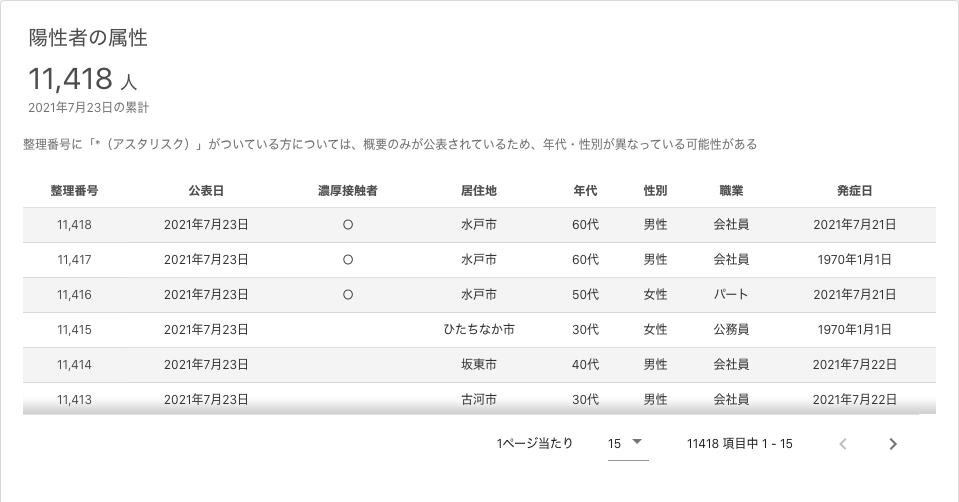 陽性者の属性
11,418 人
2021年7月23日の累計
整理番号に「*（アスタリスク）」がついている方については、概要のみが公表されているため、年代・性別が異なっている可能性がある
整理番号 公表日 濃厚接触者 居住地 年代 性別 職業 発症日
11,418 2021年7月23日 〇 水戸市 60代 男性 会社員 2021年7月21日
11,417 2021年7月23日 〇 水戸市 60代 男性 会社員 1970年1月1日
11,416 2021年7月23日 〇 水戸市 50代 女性 パート 2021年7月21日
11,415 2021年7月23日 ひたちなか市 30代 女性 公務員 1970年1月1日
11,414 2021年7月23日 坂東市 40代 男性 会社員 2021年7月22日
11,413 2021年7月23日 古河市 30代 男性 会社員 2021年7月22日
1ページ当たり 15 11418 項目中 1 - 15